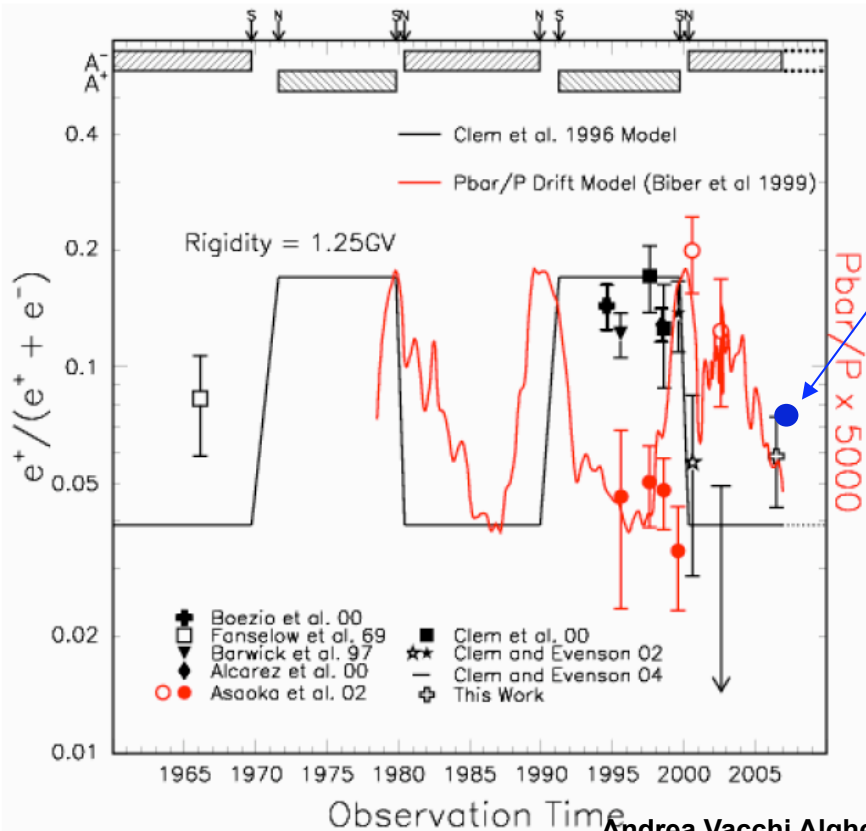 S N S N N S S N
A⁻
A⁺
0.4
Clem et al. 1996 Model
Pbar/P Drift Model (Biber et al 1999)
0.2
Rigidity = 1.25GV
0.1
0.05
0.02
0.01
e⁺/(e⁺ + e⁻)
Pbar/P x 5000
Boezio et al. 00
Fanselow et al. 69
Barwick et al. 97
Alcarez et al. 00
Asaoka et al. 02
Clem et al. 00
Clem and Evenson 02
Clem and Evenson 04
This Work
1965 1970 1975 1980 1985 1990 1995 2000 2005
Observation Time
Andrea Vacchi Alghe